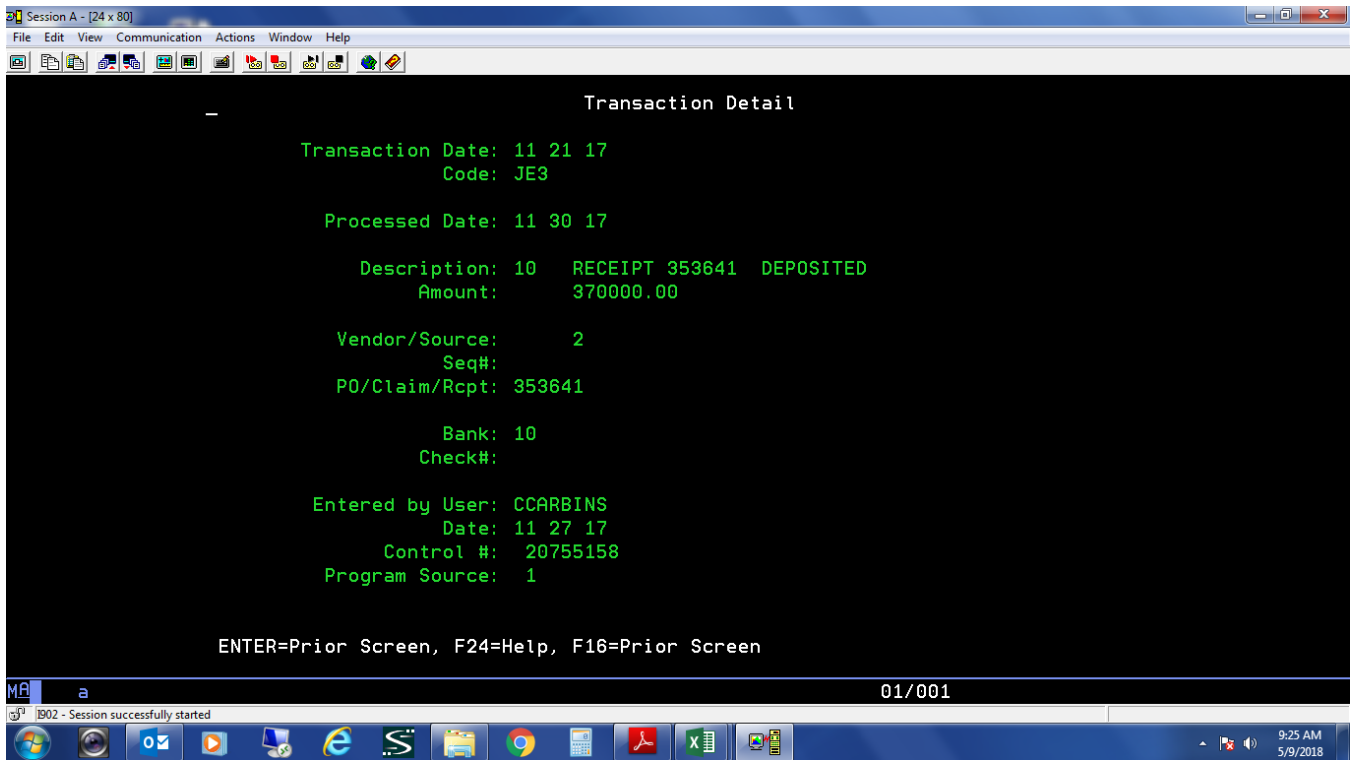 Session A - [24 x 80]
File Edit View Communication Actions Window Help
Transaction Detail
Transaction Date: 11 21 17
Code: JE3
Processed Date: 11 30 17
Description: 10 RECEIPT 353641 DEPOSITED
Amount: 370000.00
Vendor/Source: 2
Seq#:
PO/Claim/Rcpt: 353641
Bank: 10
Check#:
Entered by User: CCARBINS
Date: 11 27 17
Control #: 20755158
Program Source: 1
ENTER=Prior Screen, F24=Help, F16=Prior Screen
MA a 01/001
I902 - Session successfully started
9:25 AM
5/9/2018